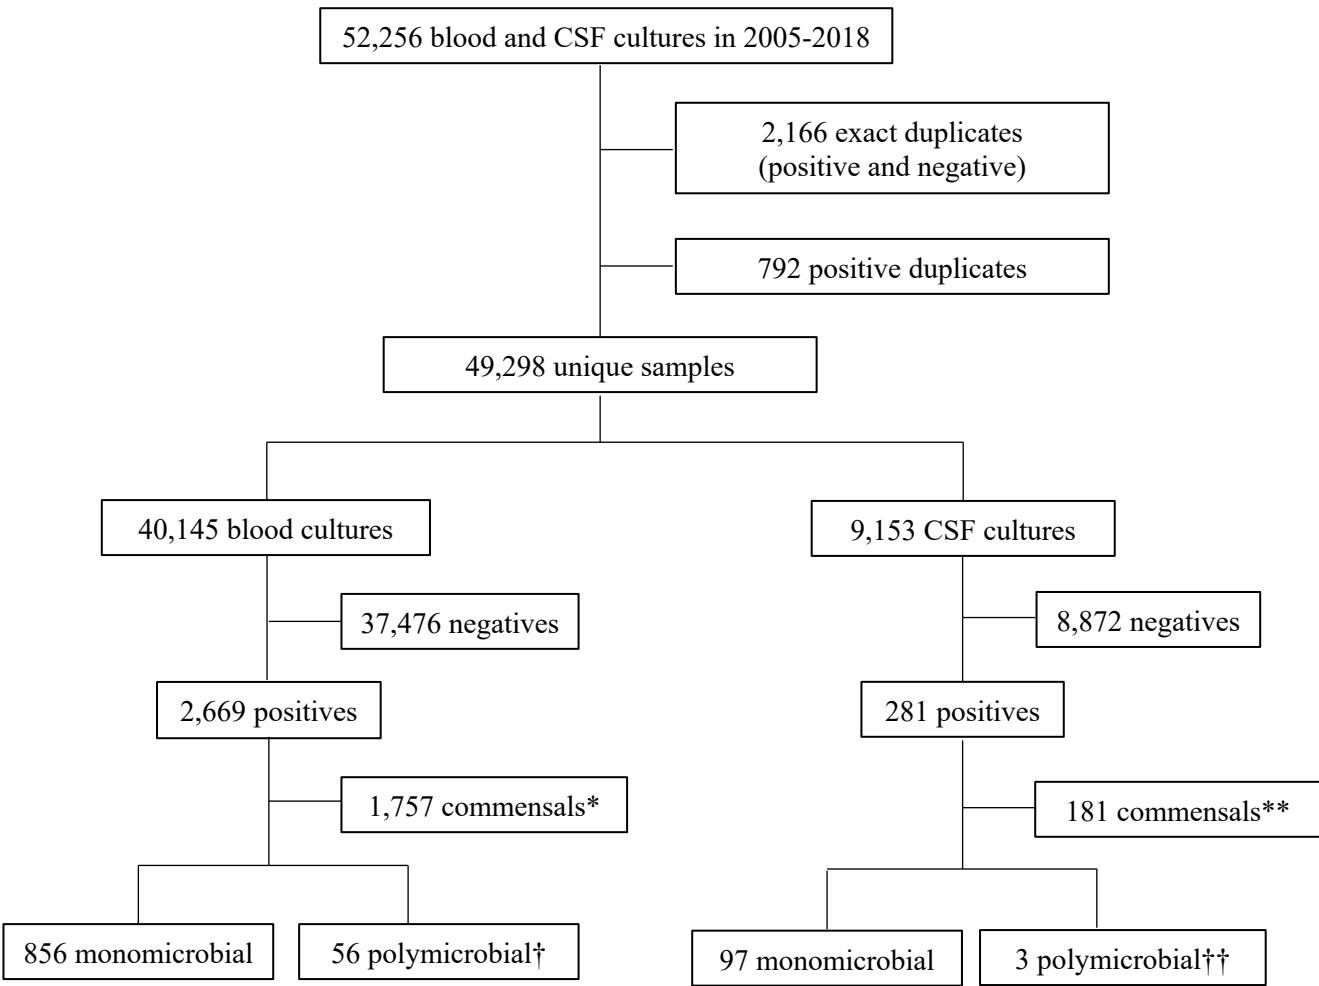 52,256 blood and CSF cultures in 2005-2018
2,166 exact duplicates
(positive and negative)
792 positive duplicates
49,298 unique samples
40,145 blood cultures
9,153 CSF cultures
37,476 negatives
8,872 negatives
2,669 positives
281 positives
1,757 commensals*
181 commensals**
856 monomicrobial
56 polymicrobial†
97 monomicrobial
3 polymicrobial††